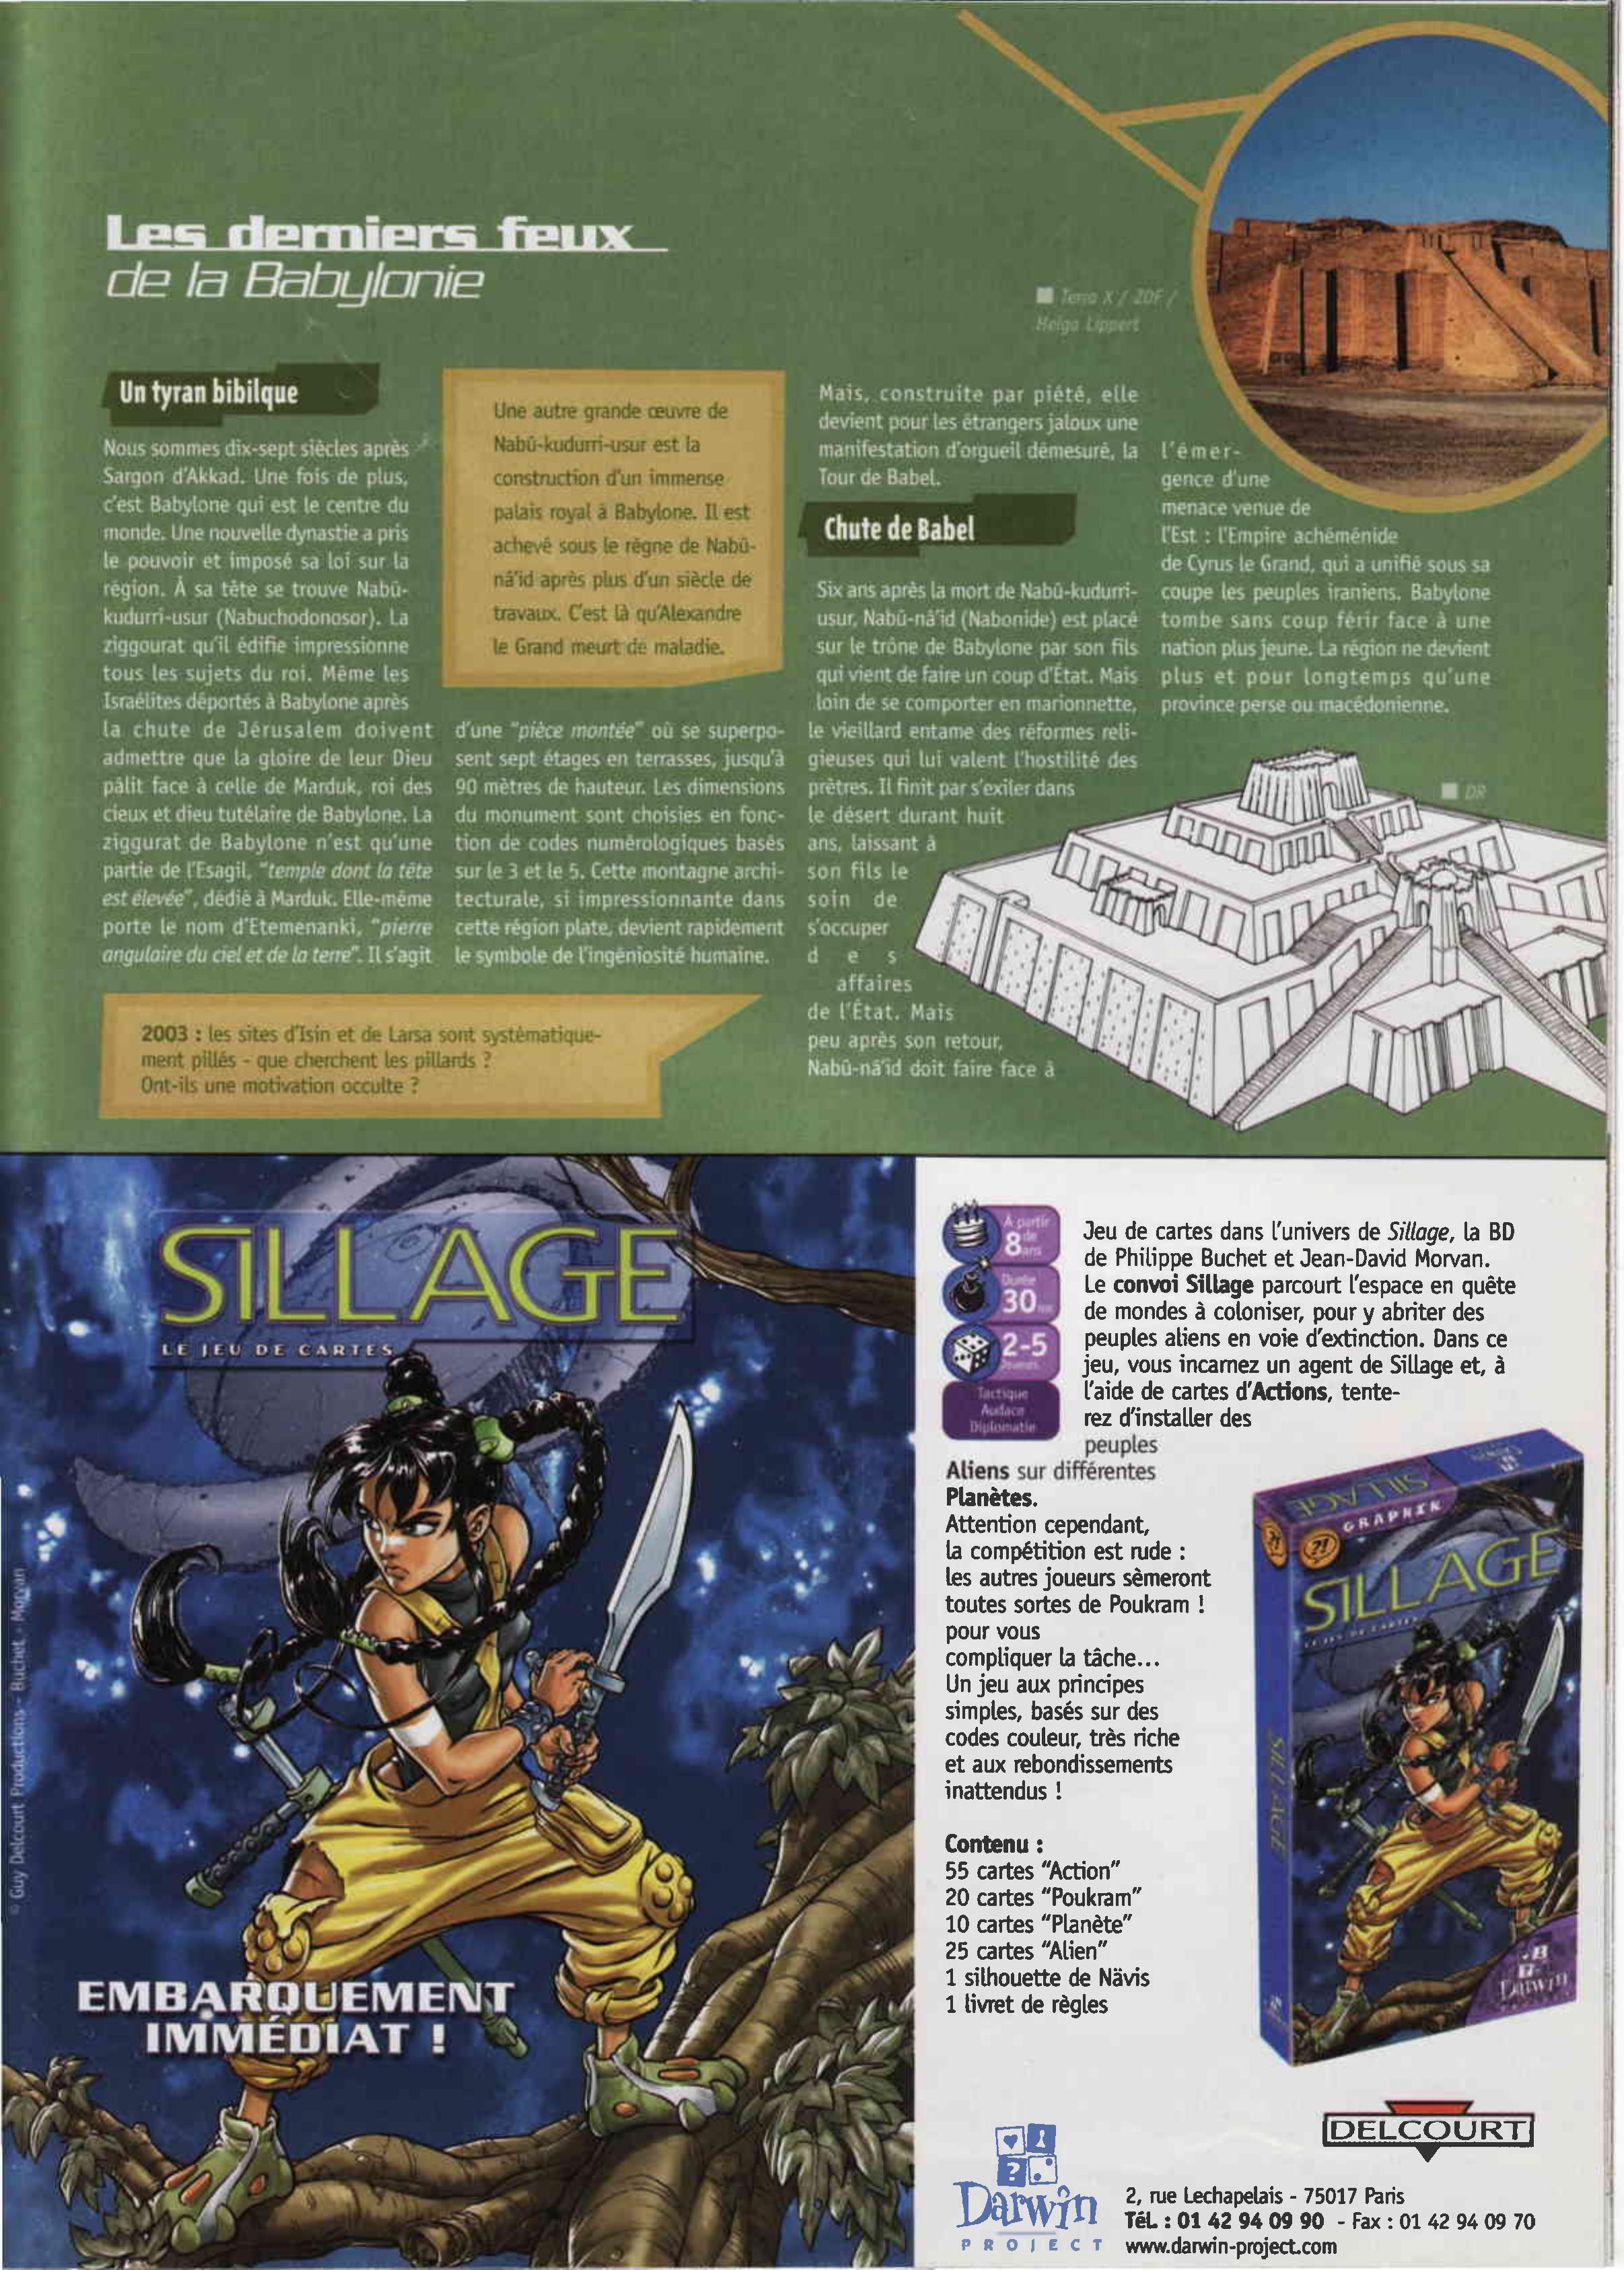 Les derniers feux
de la Babylonie
■ Terra X / ZDF /
Helga Lippert
Un tyran bibilque
Nous sommes dix-sept siècles après
Sargon d'Akkad. Une fois de plus,
c'est Babylone qui est le centre du
monde. Une nouvelle dynastie a pris
le pouvoir et imposé sa loi sur la
région. À sa tête se trouve Nabû-
kudurri-usur (Nabuchodonosor). La
ziggourat qu'il édifie impressionne
tous les sujets du roi. Même les
Israélites déportés à Babylone après
la chute de Jérusalem doivent
admettre que la gloire de leur Dieu
pâlit face à celle de Marduk, roi des
cieux et dieu tutélaire de Babylone. La
ziggurat de Babylone n'est qu'une
partie de l'Esagil, "temple dont la tête
est élevée", dédié à Marduk. Elle-même
porte le nom d'Etemenanki, "pierre
angulaire du ciel et de la terre". Il s'agit
Une autre grande œuvre de
Nabû-kudurri-usur est la
construction d'un immense
palais royal à Babylone. Il est
achevé sous le règne de Nabû-
ná'id après plus d'un siècle de
travaux. C'est là qu'Alexandre
le Grand meurt de maladie.
d'une "pièce montée" où se superpo-
sent sept étages en terrasses, jusqu'à
90 mètres de hauteur. Les dimensions
du monument sont choisies en fonc-
tion de codes numérologiques basés
sur le 3 et le 5. Cette montagne archi-
tecturale, si impressionnante dans
cette région plate, devient rapidement
le symbole de l'ingéniosité humaine.
Mais, construite par piété, elle
devient pour les étrangers jaloux une
manifestation d'orgueil démesuré, la
Tour de Babel.
Chute de Babel
Six ans après la mort de Nabû-kudurri-
usur, Nabû-ná'id (Nabonide) est placé
sur le trône de Babylone par son fils
qui vient de faire un coup d'État. Mais
loin de se comporter en marionnette,
le vieillard entame des réformes reli-
gieuses qui lui valent l'hostilité des
prêtres. Il finit par s'exiler dans
le désert durant huit
ans, laissant à
son fils le
soin de
s'occuper
des
affaires
de l'État. Mais
peu après son retour,
Nabû-ná'id doit faire face à
l'émer-
gence d'une
menace venue de
l'Est : l'Empire achéménide
de Cyrus le Grand, qui a unifié sous sa
coupe les peuples iraniens. Babylone
tombe sans coup férir face à une
nation plus jeune. La région ne devient
plus et pour longtemps qu'une
province perse ou macédonienne.
■ DR
2003 : les sites d'Isin et de Larsa sont systématique-
ment pillés - que cherchent les pillards ?
Ont-ils une motivation occulte ?
SILLAGE
LE JEU DE CARTES
EMBARQUEMENT
IMMÉDIAT !
© Guy Delcourt Productions - Buchet - Morvan
À partir
de
8 ans
Durée
30
2-5
Joueurs
Tactique
Audace
Diplomatie
Jeu de cartes dans l'univers de Sillage, la BD
de Philippe Buchet et Jean-David Morvan.
Le convoi Sillage parcourt l'espace en quête
de mondes à coloniser, pour y abriter des
peuples aliens en voie d'extinction. Dans ce
jeu, vous incarnez un agent de Sillage et, à
l'aide de cartes d'Actions, tente-
rez d'installer des
peuples
Aliens sur différentes
Planètes.
Attention cependant,
la compétition est rude :
les autres joueurs sèmeront
toutes sortes de Poukram !
pour vous
compliquer la tâche...
Un jeu aux principes
simples, basés sur des
codes couleur, très riche
et aux rebondissements
inattendus !
Contenu :
55 cartes "Action"
20 cartes "Poukram"
10 cartes "Planète"
25 cartes "Alien"
1 silhouette de Nävis
1 livret de règles
SILLAGE
GRAPHIK
?!
?!
SILLAGE
LE JEU DE CARTES
SILLAGE
Darwin
DELCOURT
?
Darwin
PROJECT
2, rue Lechapelais - 75017 Paris
Tél. : 01 42 94 09 90 - Fax : 01 42 94 09 70
www.darwin-project.com